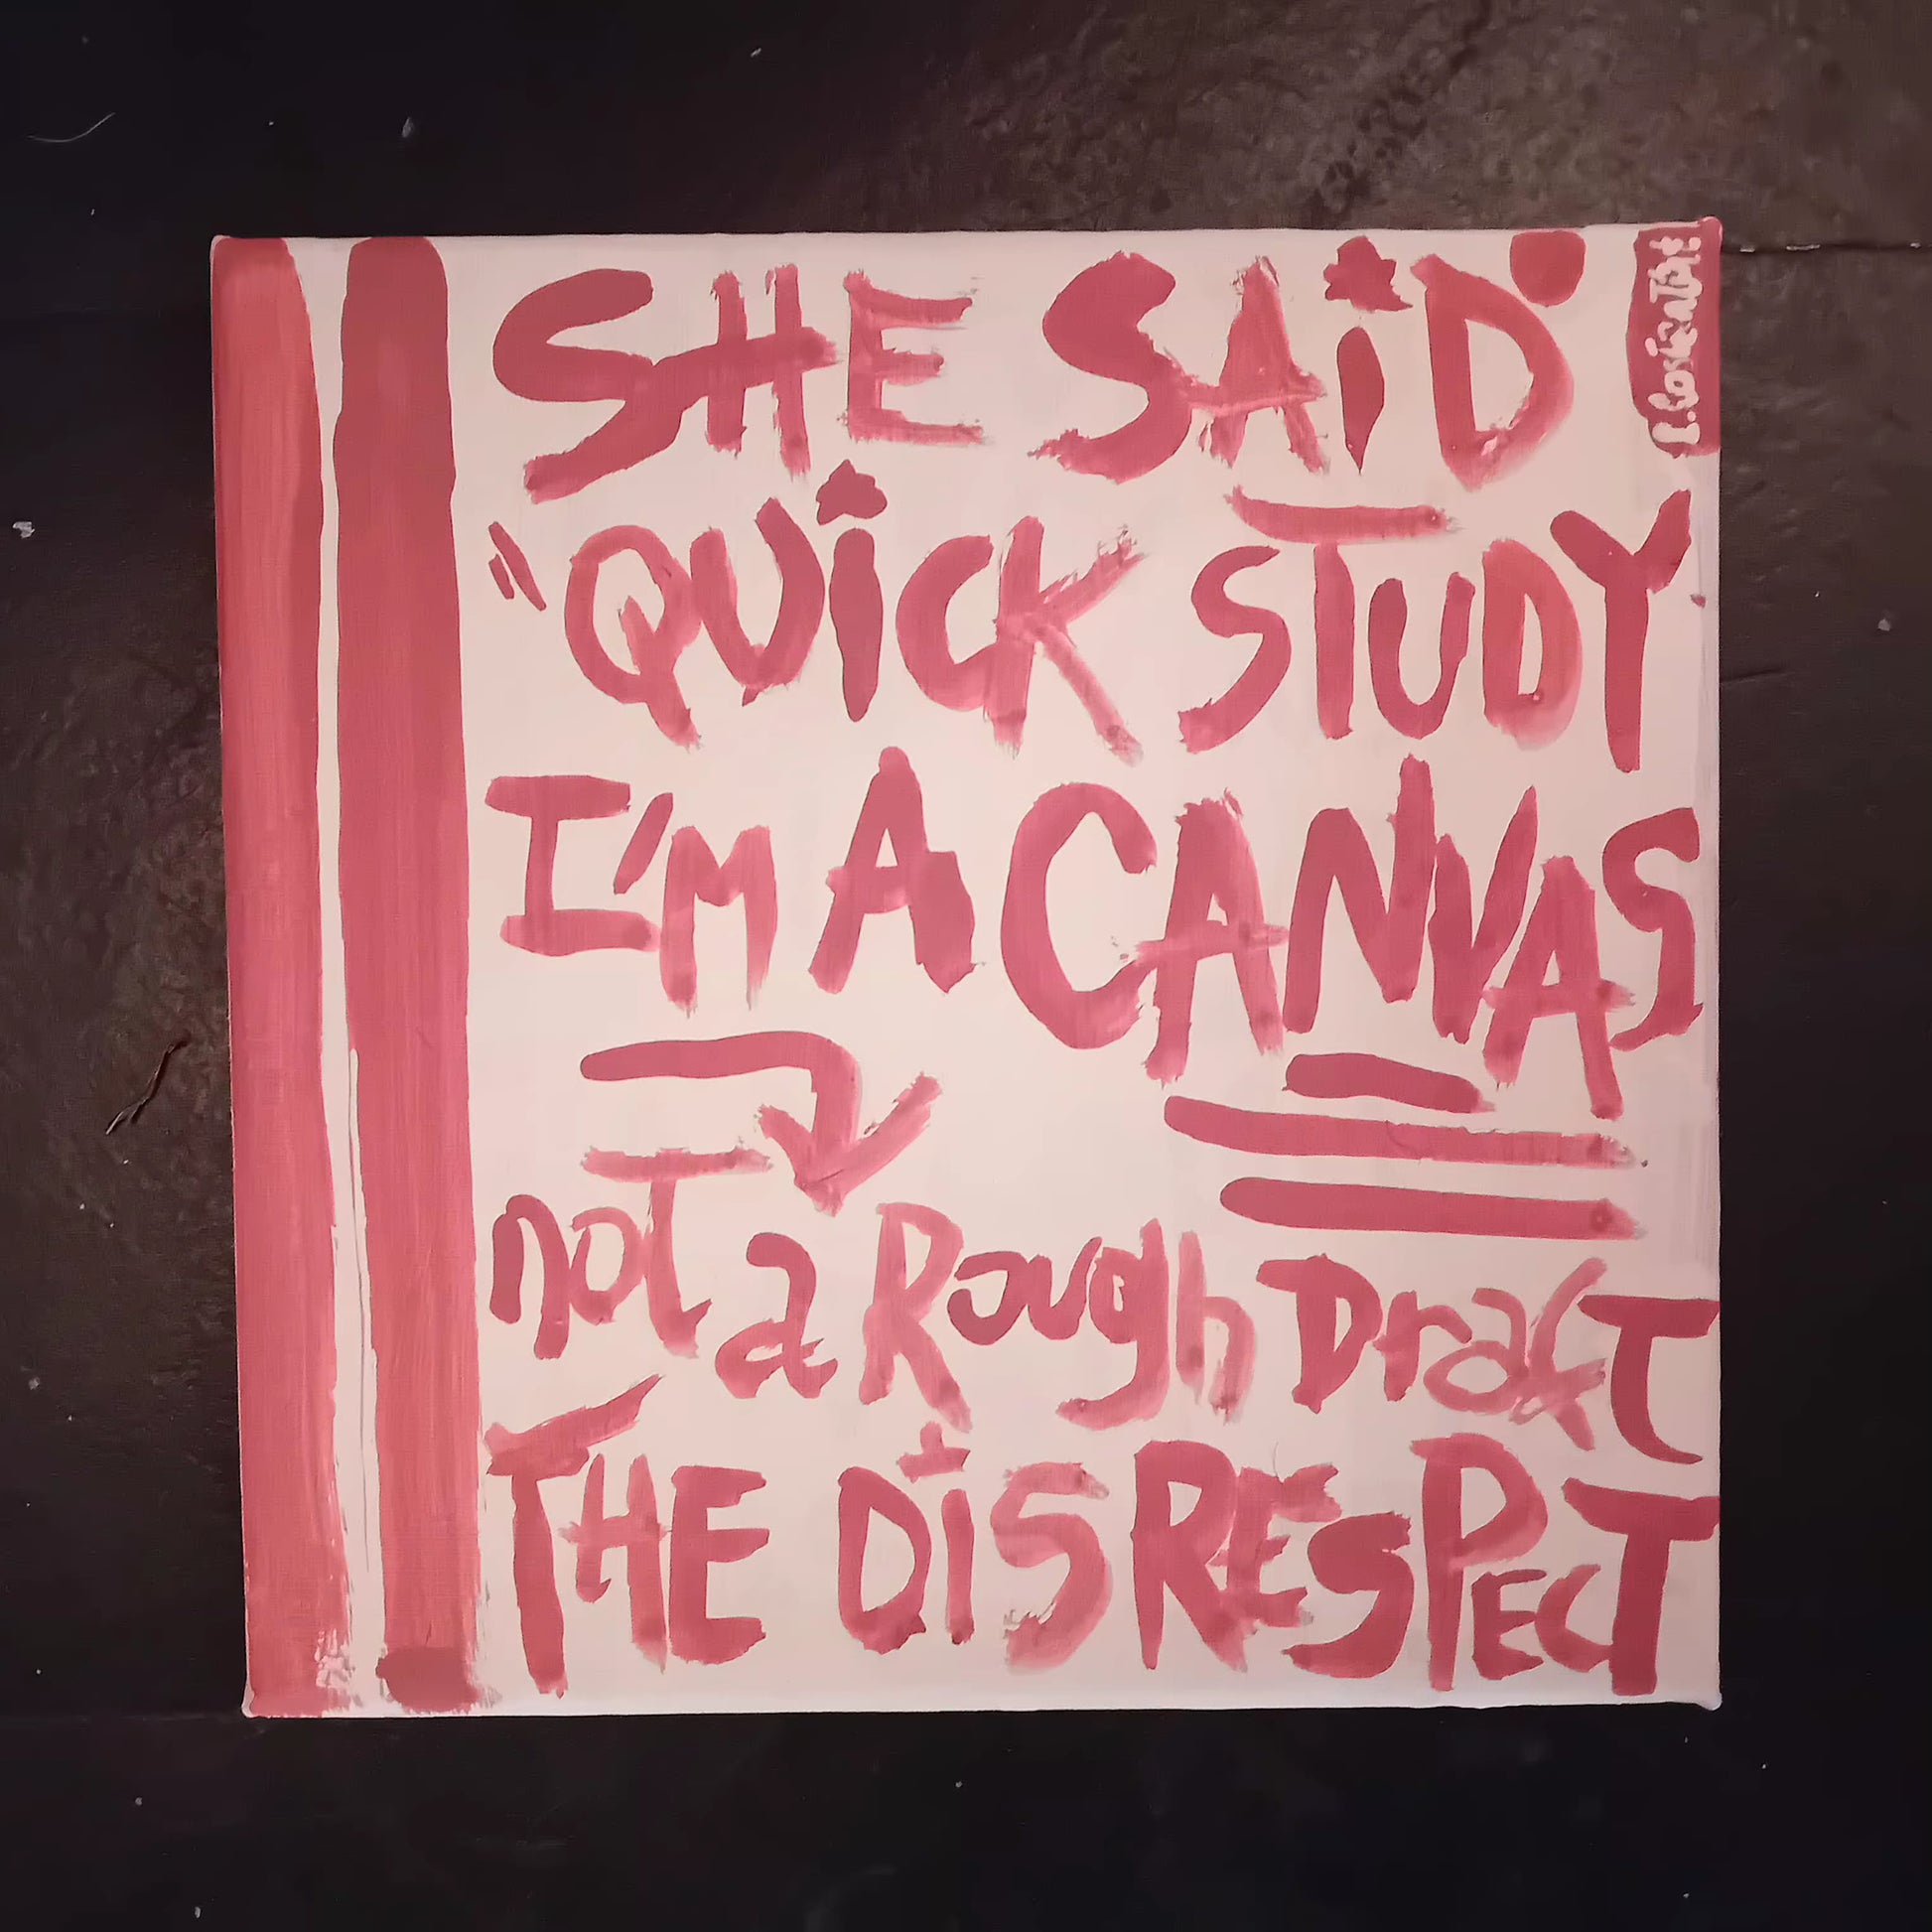 SHE SAiD
"QUiCK STUDY
I'M A CANVAS
noT a Rough DrafT
THE DiSRESPECT